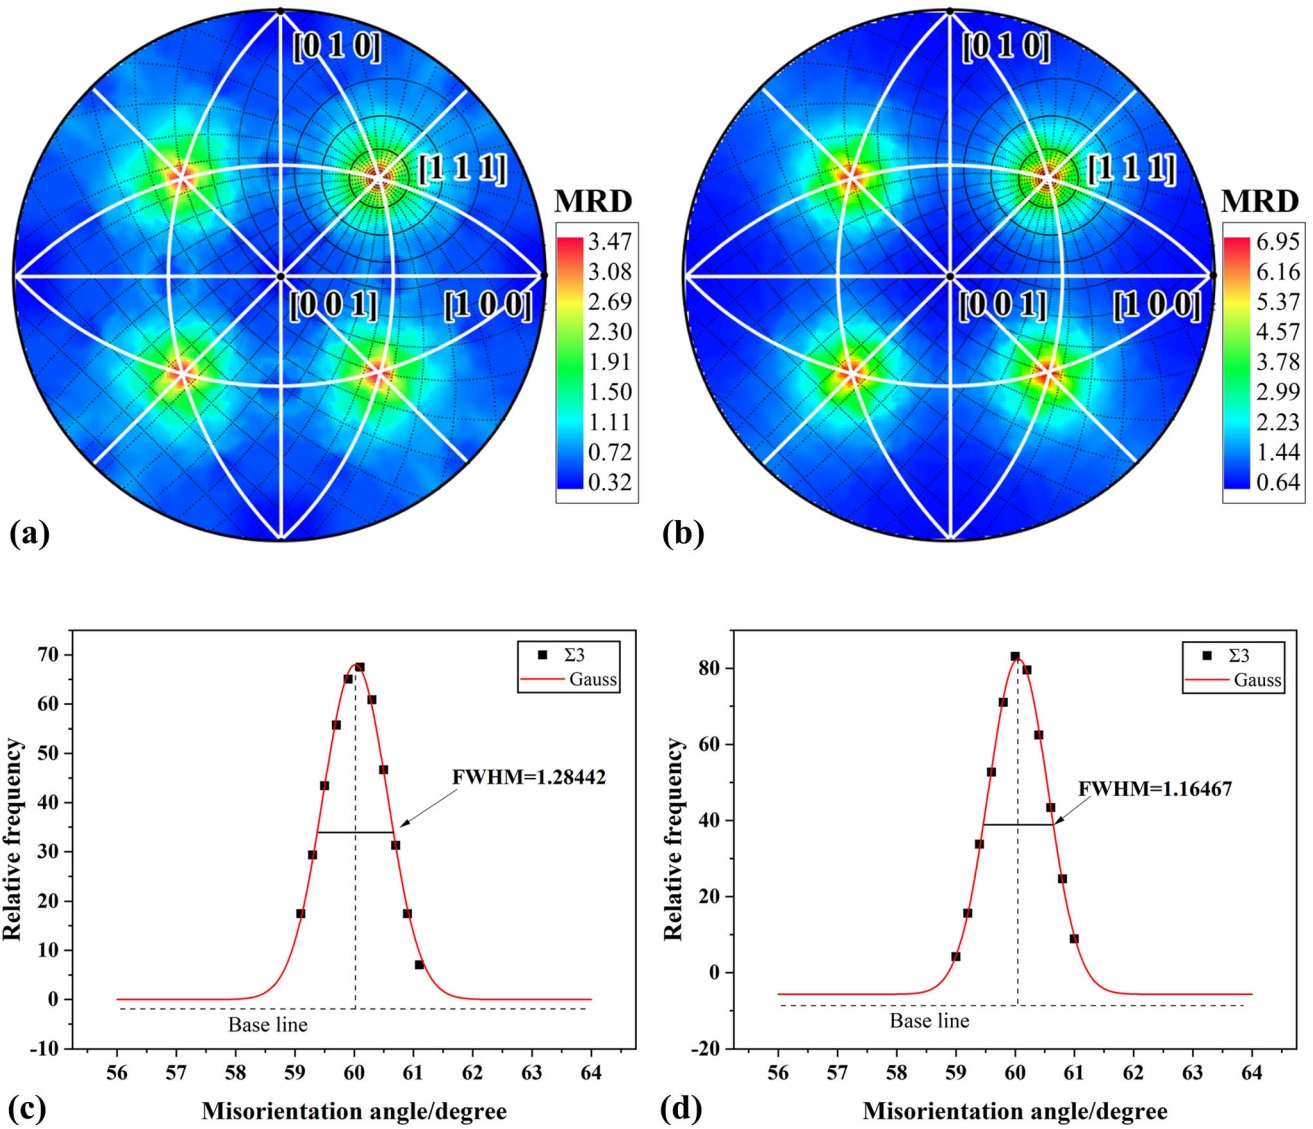 [0 1 0]
[1 1 1]
[0 0 1]
[1 0 0]
MRD
3.47
3.08
2.69
2.30
1.91
1.50
1.11
0.72
0.32
(a)
[0 1 0]
[1 1 1]
[0 0 1]
[1 0 0]
MRD
6.95
6.16
5.37
4.57
3.78
2.99
2.23
1.44
0.64
(b)
Relative frequency
70
60
50
40
30
20
10
0
-10
Σ3
Gauss
FWHM=1.28442
Base line
56 57 58 59 60 61 62 63 64
Misorientation angle/degree
(c)
Relative frequency
80
60
40
20
0
-20
Σ3
Gauss
FWHM=1.16467
Base line
56 57 58 59 60 61 62 63 64
Misorientation angle/degree
(d)